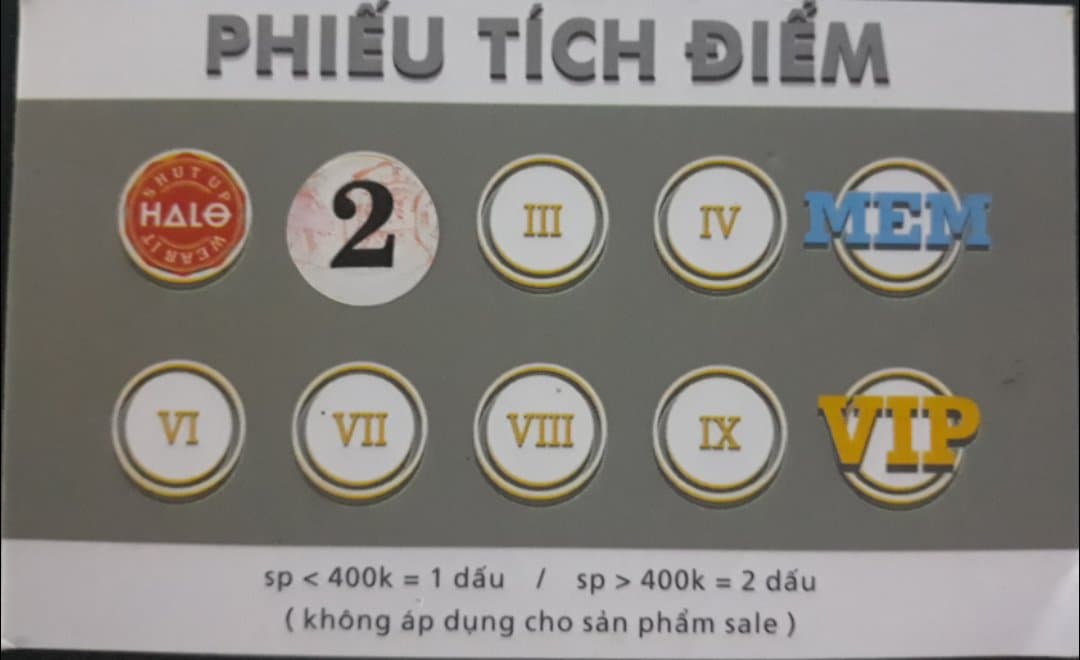 PHIẾU TÍCH ĐIỂM
SHUT UP
HALO
WEAR IT
2
III
IV
MEM
VI
VII
VIII
IX
VIP
sp < 400k = 1 dấu / sp > 400k = 2 dấu
( không áp dụng cho sản phẩm sale )